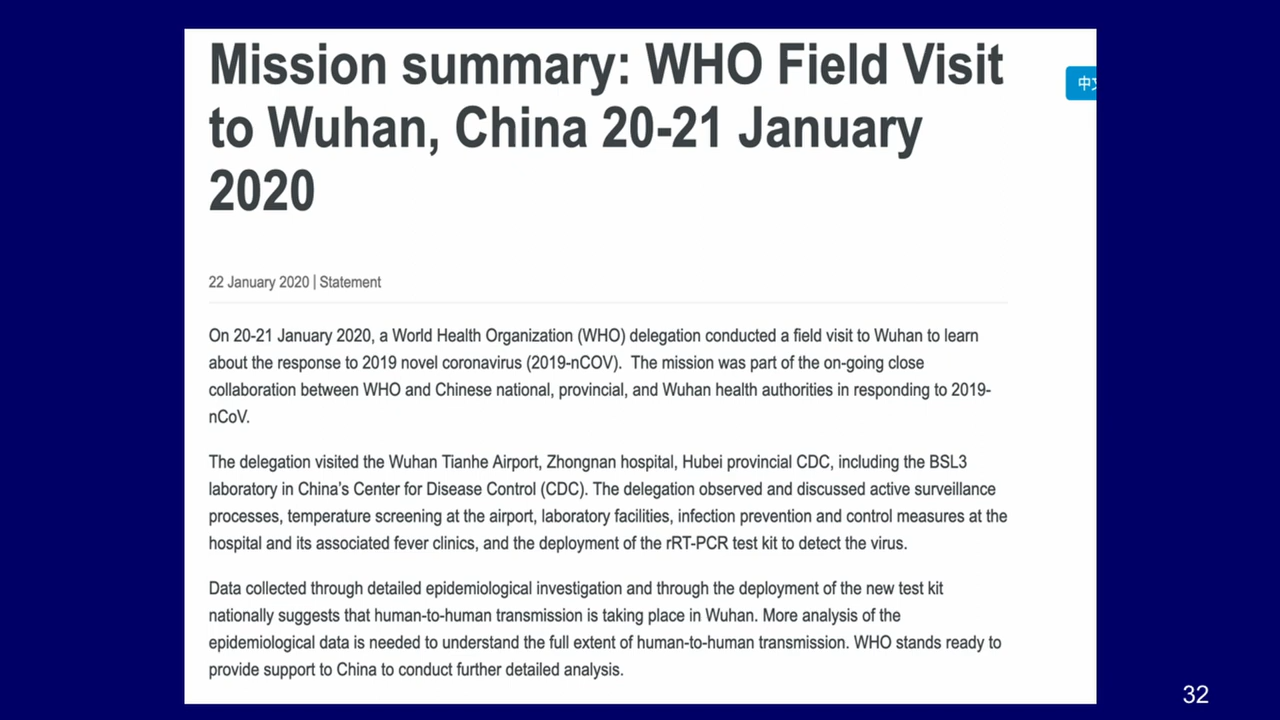 Mission summary: WHO Field Visit
to Wuhan, China 20-21 January
2020
中
22 January 2020 | Statement
On 20-21 January 2020, a World Health Organization (WHO) delegation conducted a field visit to Wuhan to learn
about the response to 2019 novel coronavirus (2019-nCOV).  The mission was part of the on-going close
collaboration between WHO and Chinese national, provincial, and Wuhan health authorities in responding to 2019-
nCoV.
The delegation visited the Wuhan Tianhe Airport, Zhongnan hospital, Hubei provincial CDC, including the BSL3
laboratory in China’s Center for Disease Control (CDC). The delegation observed and discussed active surveillance
processes, temperature screening at the airport, laboratory facilities, infection prevention and control measures at the
hospital and its associated fever clinics, and the deployment of the rRT-PCR test kit to detect the virus.
Data collected through detailed epidemiological investigation and through the deployment of the new test kit
nationally suggests that human-to-human transmission is taking place in Wuhan. More analysis of the
epidemiological data is needed to understand the full extent of human-to-human transmission. WHO stands ready to
provide support to China to conduct further detailed analysis.
32